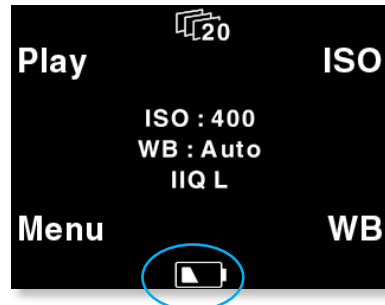 20
Play ISO
ISO : 400
WB : Auto
IIQ L
Menu WB